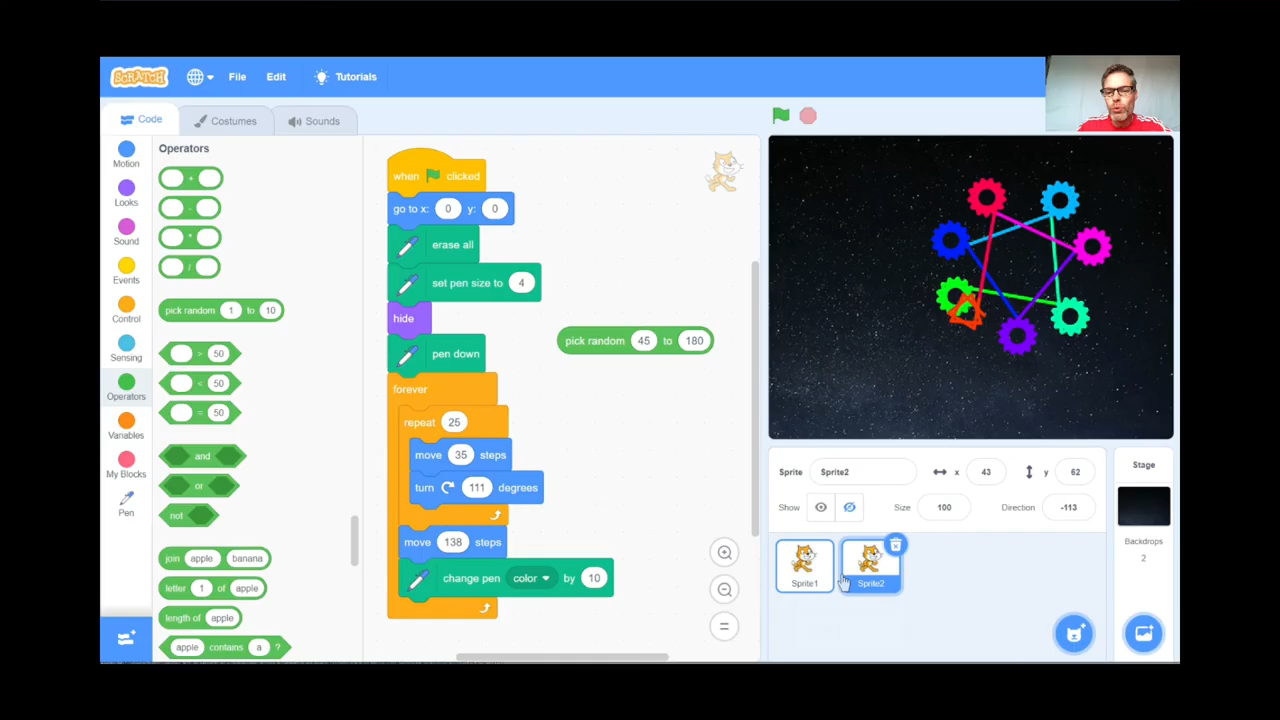 SCRATCH
File
Edit
Tutorials
Code
Costumes
Sounds
Motion
Looks
Sound
Events
Control
Sensing
Operators
Variables
My Blocks
Pen
Operators
+
-
*
/
pick random 1 to 10
> 50
< 50
= 50
and
or
not
join apple banana
letter 1 of apple
length of apple
apple contains a ?
when clicked
go to x: 0 y: 0
erase all
set pen size to 4
hide
pen down
forever
repeat 25
move 35 steps
turn 111 degrees
move 138 steps
change pen color by 10
pick random 45 to 180
Sprite Sprite2 x 43 y 62
Show Size 100 Direction -113
Sprite1
Sprite2
Stage
Backdrops
2